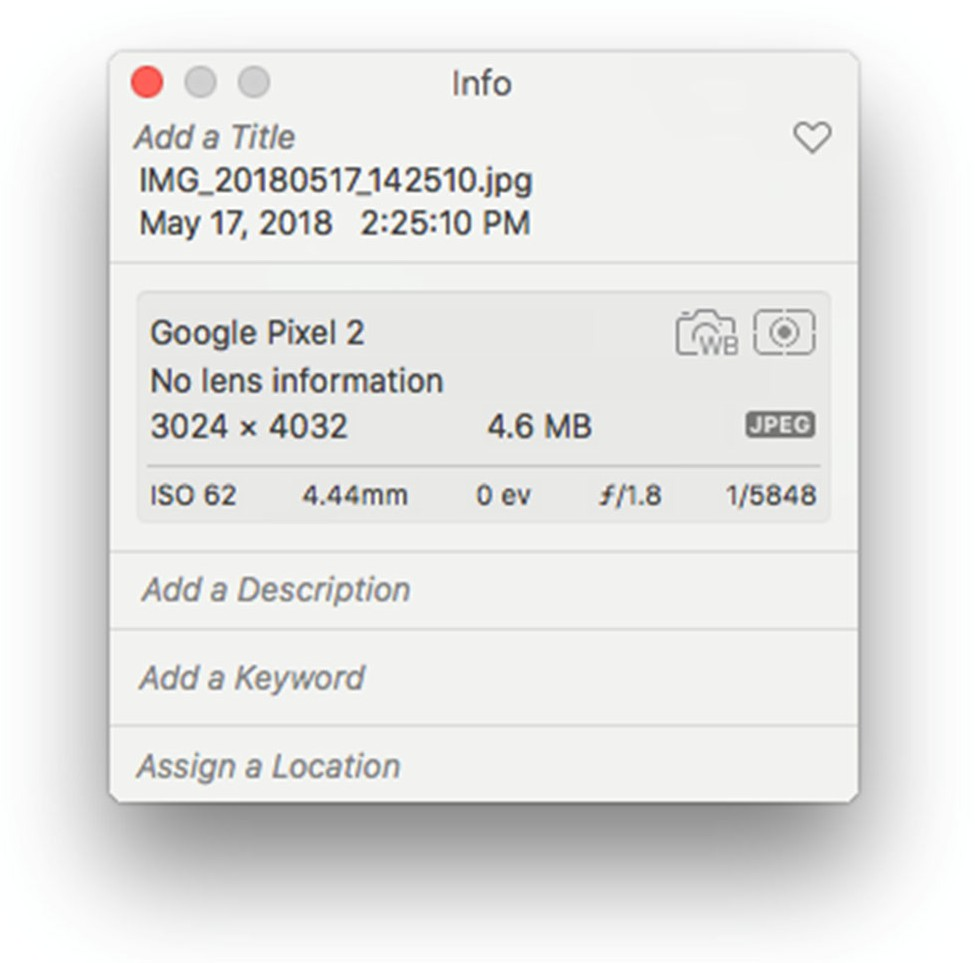 Info
Add a Title
IMG_20180517_142510.jpg
May 17, 2018 2:25:10 PM
Google Pixel 2
WB
No lens information
3024 × 4032 4.6 MB JPEG
ISO 62 4.44mm 0 ev ƒ/1.8 1/5848
Add a Description
Add a Keyword
Assign a Location